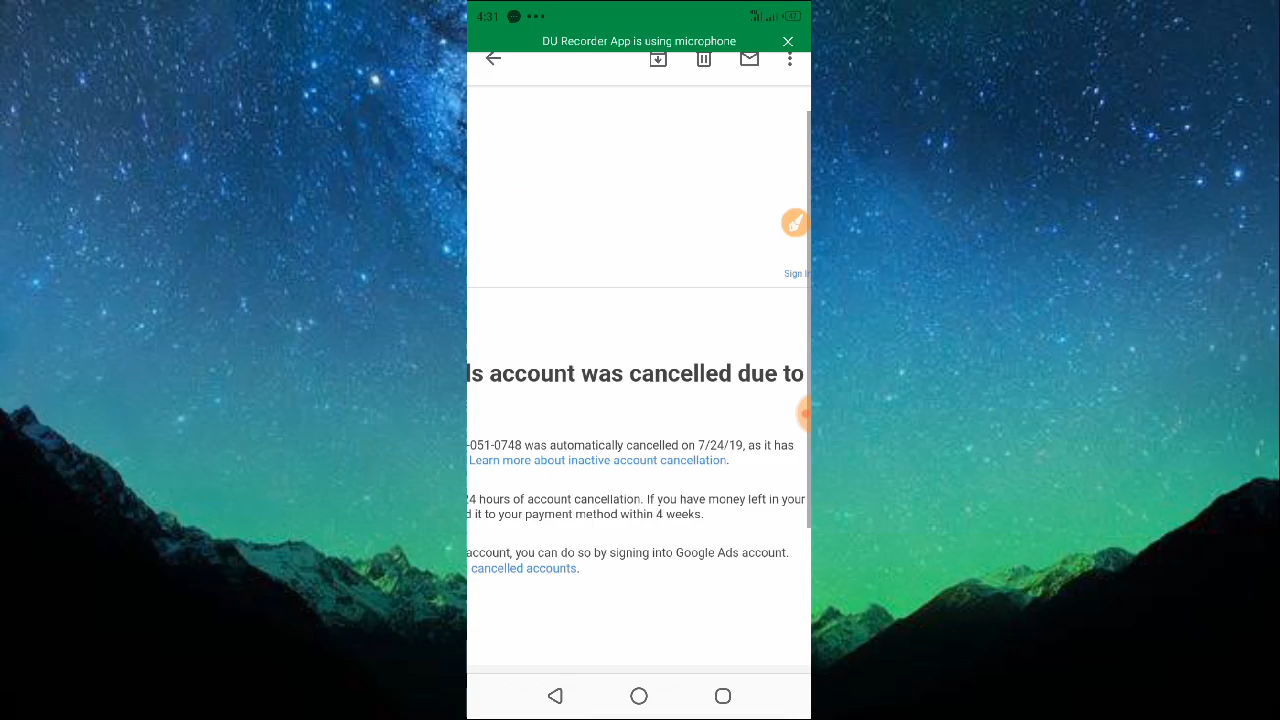 4:31
42
DU Recorder App is using microphone
Sign
ls account was cancelled due to
-051-0748 was automatically cancelled on 7/24/19, as it has
Learn more about inactive account cancellation.
24 hours of account cancellation. If you have money left in your
d it to your payment method within 4 weeks.
account, you can do so by signing into Google Ads account.
cancelled accounts.